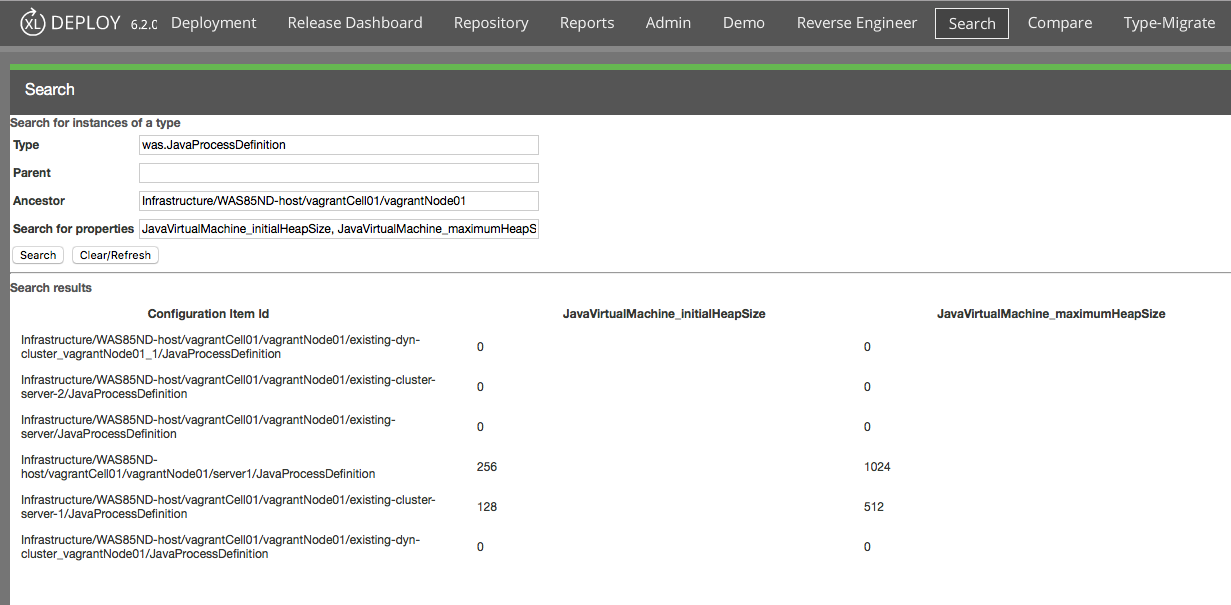 XL DEPLOY 6.2.0 Deployment Release Dashboard Repository Reports Admin Demo Reverse Engineer Search Compare Type-Migrate
Search
Search for instances of a type
Type was.JavaProcessDefinition
Parent
Ancestor Infrastructure/WAS85ND-host/vagrantCell01/vagrantNode01
Search for properties JavaVirtualMachine_initialHeapSize, JavaVirtualMachine_maximumHeapS
Search Clear/Refresh
Search results
Configuration Item Id JavaVirtualMachine_initialHeapSize JavaVirtualMachine_maximumHeapSize
Infrastructure/WAS85ND-host/vagrantCell01/vagrantNode01/existing-dyn-
cluster_vagrantNode01_1/JavaProcessDefinition
0 0
Infrastructure/WAS85ND-host/vagrantCell01/vagrantNode01/existing-cluster-
server-2/JavaProcessDefinition
0 0
Infrastructure/WAS85ND-host/vagrantCell01/vagrantNode01/existing-
server/JavaProcessDefinition
0 0
Infrastructure/WAS85ND-
host/vagrantCell01/vagrantNode01/server1/JavaProcessDefinition
256 1024
Infrastructure/WAS85ND-host/vagrantCell01/vagrantNode01/existing-cluster-
server-1/JavaProcessDefinition
128 512
Infrastructure/WAS85ND-host/vagrantCell01/vagrantNode01/existing-dyn-
cluster_vagrantNode01/JavaProcessDefinition
0 0